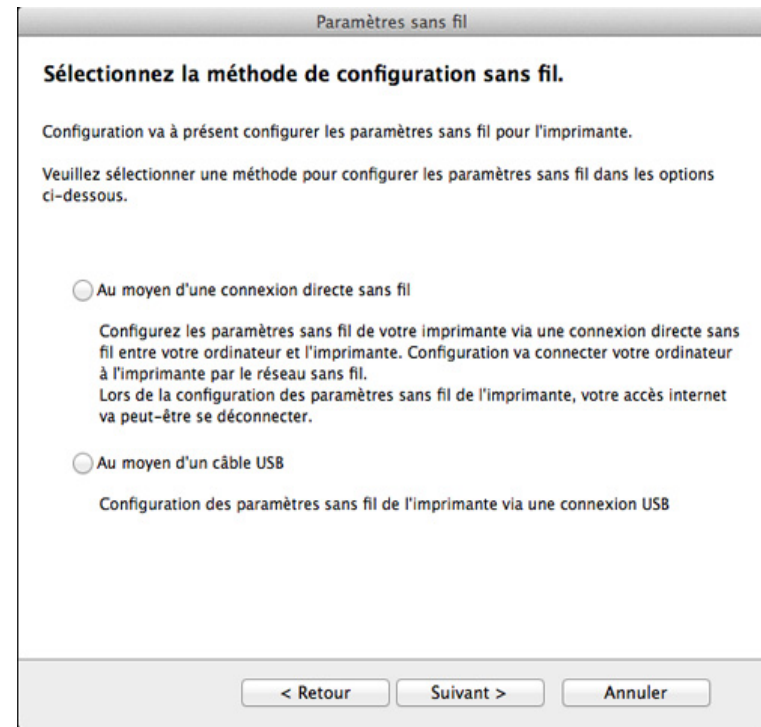 Paramètres sans fil
Sélectionnez la méthode de configuration sans fil.
Configuration va à présent configurer les paramètres sans fil pour l'imprimante.
Veuillez sélectionner une méthode pour configurer les paramètres sans fil dans les options
ci-dessous.
Au moyen d'une connexion directe sans fil
Configurez les paramètres sans fil de votre imprimante via une connexion directe sans
fil entre votre ordinateur et l'imprimante. Configuration va connecter votre ordinateur
à l'imprimante par le réseau sans fil.
Lors de la configuration des paramètres sans fil de l'imprimante, votre accès internet
va peut-être se déconnecter.
Au moyen d'un câble USB
Configuration des paramètres sans fil de l'imprimante via une connexion USB
< Retour Suivant > Annuler